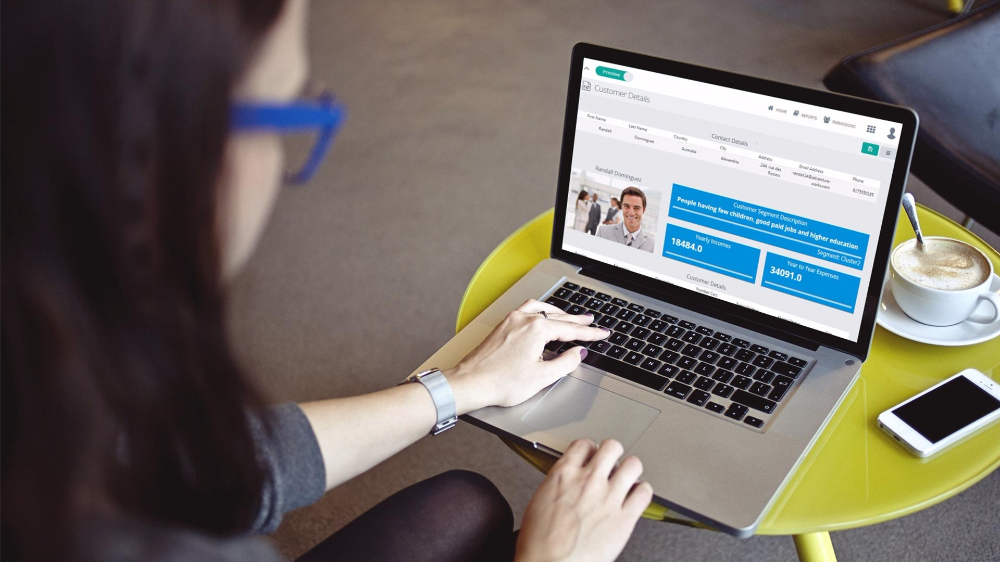 Preview
Customer Details
HOME
REPORTS
PERMISSIONS
Contact Details
First Name
Last Name
Country
City
Address
Email Address
Phone
Randall
Dominguez
Australia
Alexandria
244, rue des
Rosiers
randall14@adventure-
works.com
8175550185
Randall Dominguez
Customer Segment Description
People having few children, good paid jobs and higher education
Segment: Cluster2
Yearly Incomes
18484.0
Year to Year Expenses
34091.0
Customer Details
Number Cars